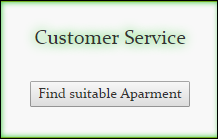 Customer Service
Find suitable Aparment